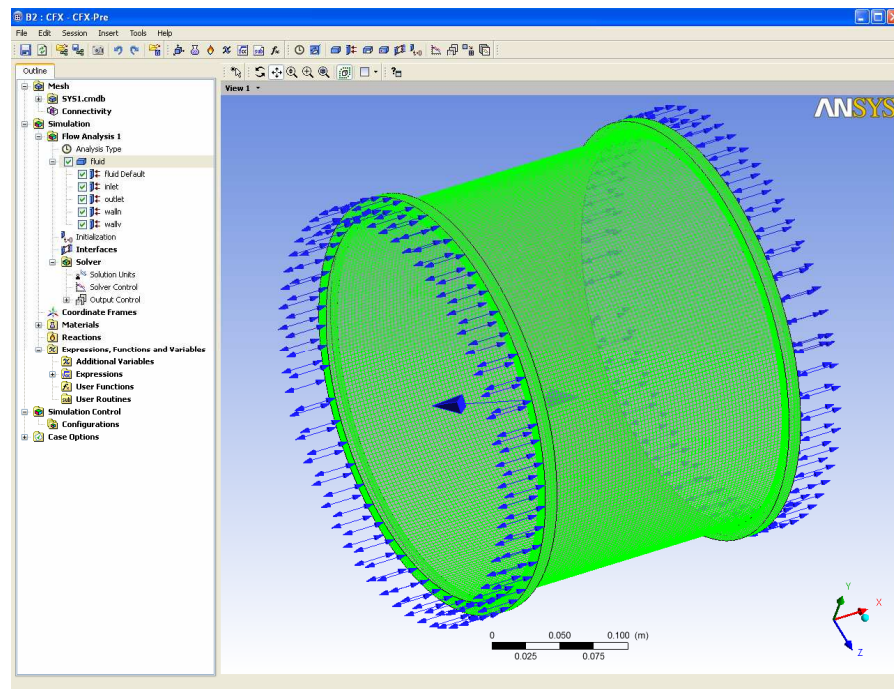 B2 : CFX - CFX-Pre
File Edit Session Insert Tools Help
Outline
Mesh
SYS1.cmdb
Connectivity
Simulation
Flow Analysis 1
Analysis Type
fluid
fluid Default
inlet
outlet
walln
wallv
Initialization
Interfaces
Solver
Solution Units
Solver Control
Output Control
Coordinate Frames
Materials
Reactions
Expressions, Functions and Variables
Additional Variables
Expressions
User Functions
User Routines
Simulation Control
Configurations
Case Options
View 1
ANSYS
0 0.050 0.100 (m)
0.025 0.075
Y
X
Z